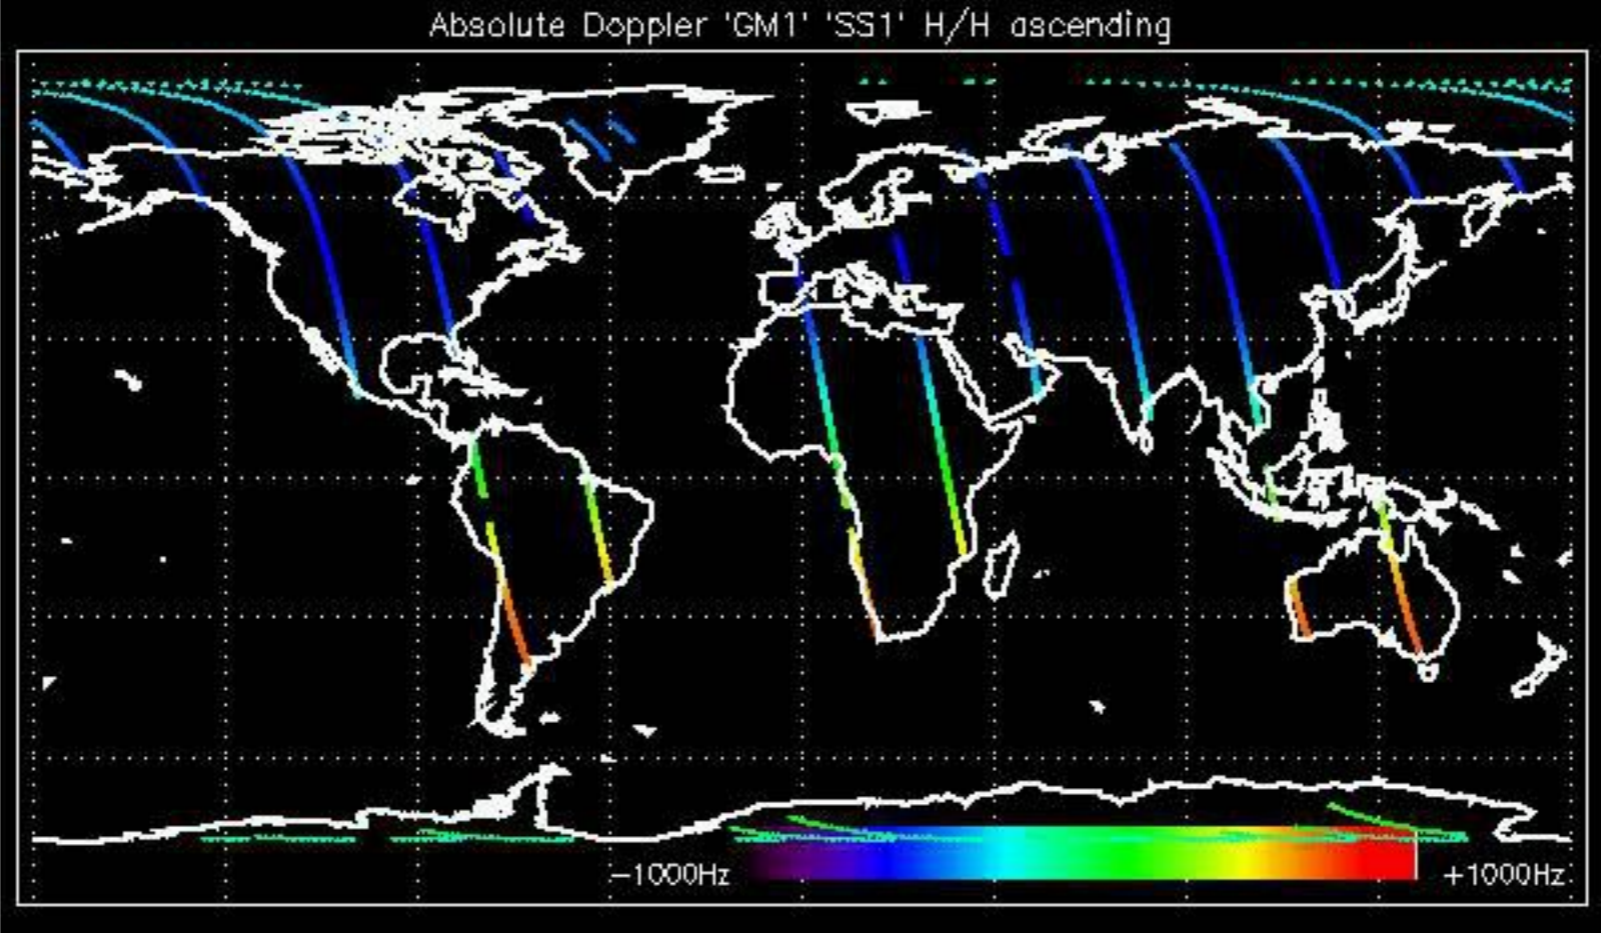 Absolute Doppler 'GM1' 'SS1' H/H ascending
−1000Hz
+1000Hz